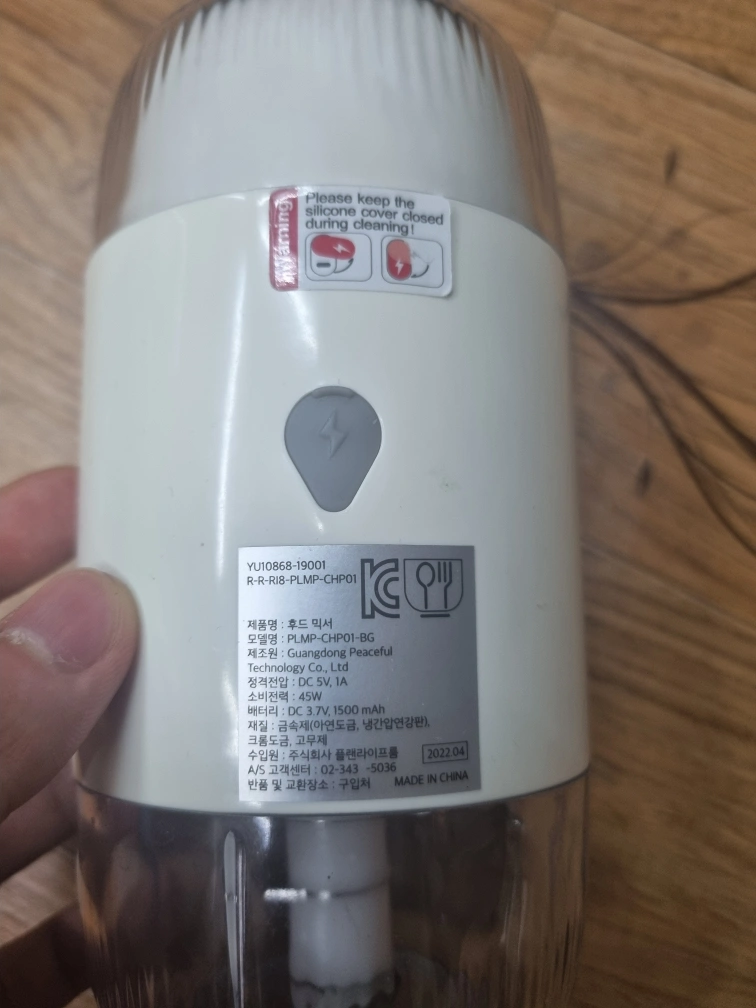 Warning
Please keep the
silicone cover closed
during cleaning!
YU10868-19001
R-R-RI8-PLMP-CHP01
제품명 : 후드 믹서
모델명 : PLMP-CHP01-BG
제조원 : Guangdong Peaceful
Technology Co., Ltd
정격전압 : DC 5V, 1A
소비전력 : 45W
배터리 : DC 3.7V, 1500 mAh
재질 : 금속제(아연도금, 냉간압연강판),
크롬도금, 고무제
수입원 : 주식회사 플랜라이프룸
2022.04
A/S 고객센터 : 02-343 -5036
반품 및 교환장소 : 구입처
MADE IN CHINA